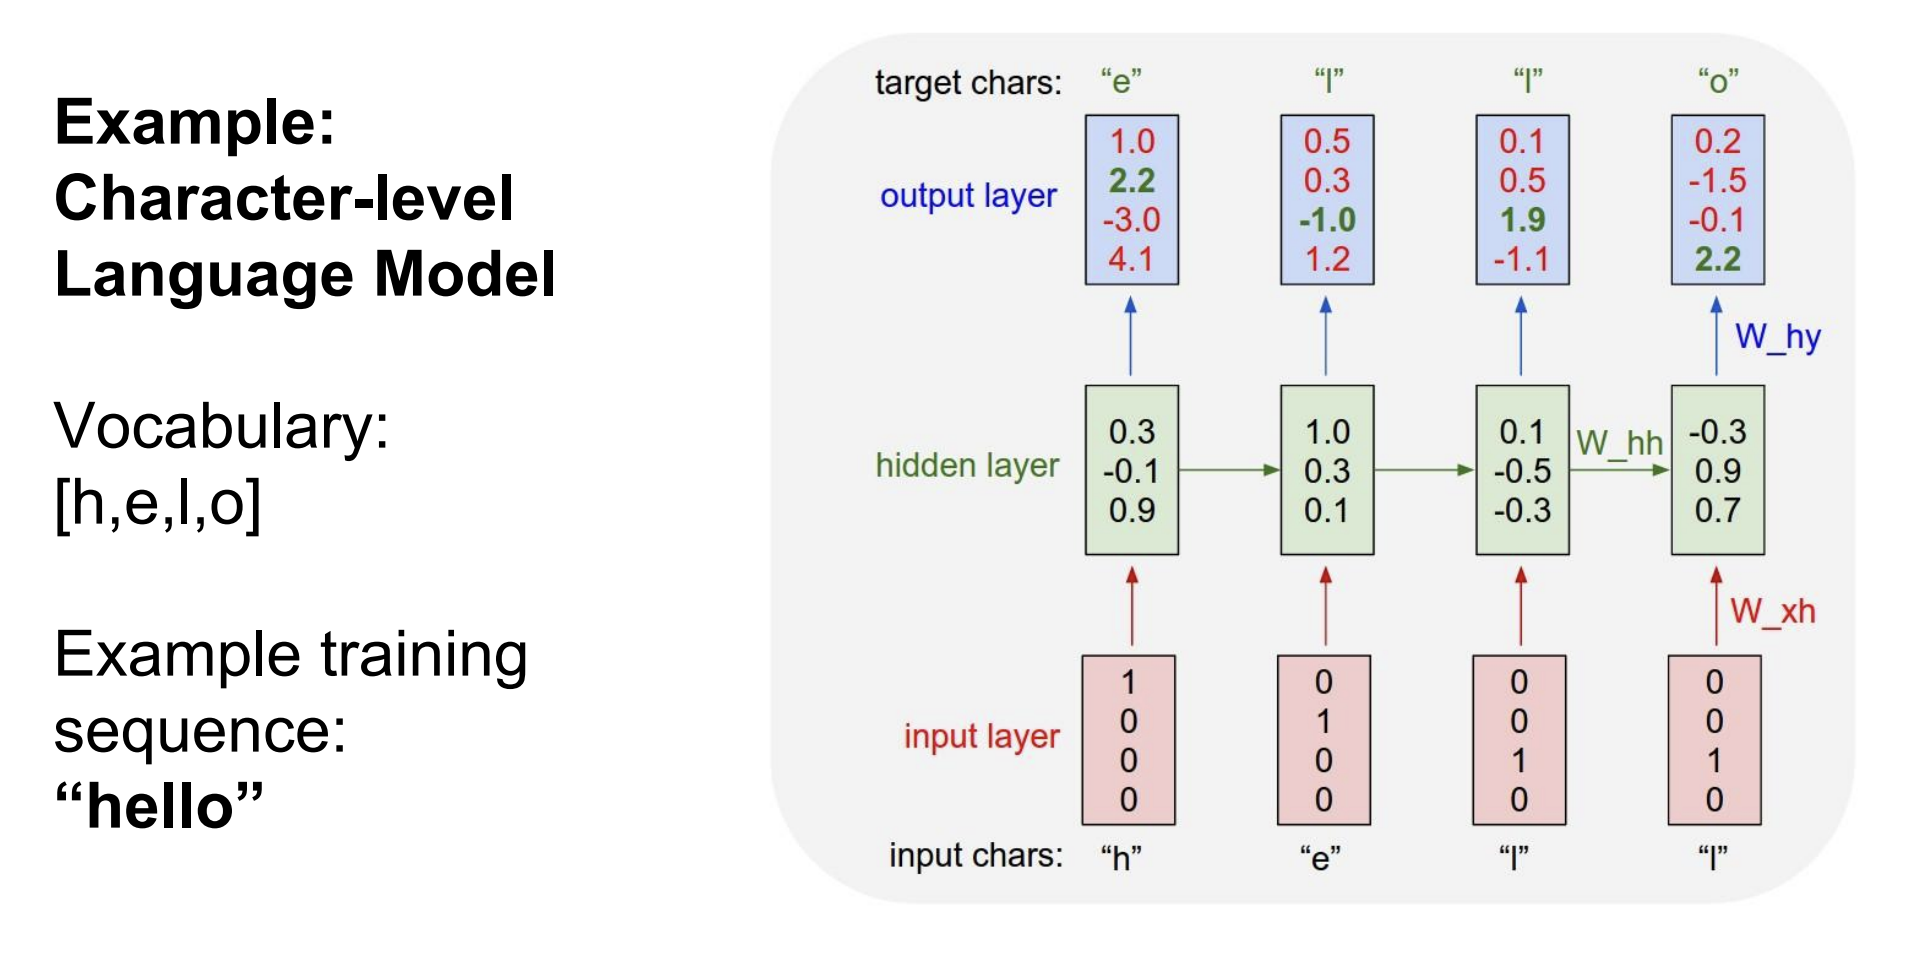 Example:
Character-level
Language Model
Vocabulary:
[h,e,l,o]
Example training
sequence:
“hello”
target chars: “e” “l” “l” “o”
output layer
1.0 0.5 0.1 0.2
2.2 0.3 0.5 -1.5
-3.0 -1.0 1.9 -0.1
4.1 1.2 -1.1 2.2
W_hy
hidden layer
0.3 1.0 0.1 -0.3
-0.1 0.3 -0.5 0.9
0.9 0.1 -0.3 0.7
W_hh
W_xh
input layer
1 0 0 0
0 1 0 0
0 0 1 1
0 0 0 0
input chars: “h” “e” “l” “l”